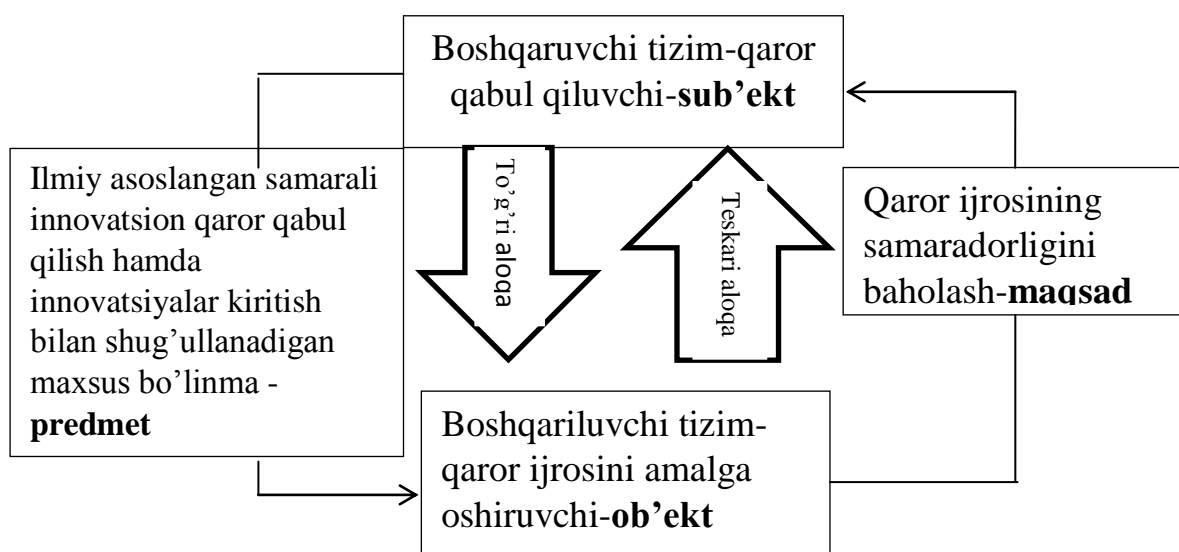 Boshqaruvchi tizim-qaror
qabul qiluvchi-sub’ekt
Ilmiy asoslangan samarali
innovatsion qaror qabul
qilish hamda
innovatsiyalar kiritish
bilan shug’ullanadigan
maxsus bo’linma -
predmet
To’g’ri aloqa
Teskari aloqa
Qaror ijrosining
samaradorligini
baholash-maqsad
Boshqariluvchi tizim-
qaror ijrosini amalga
oshiruvchi-ob’ekt